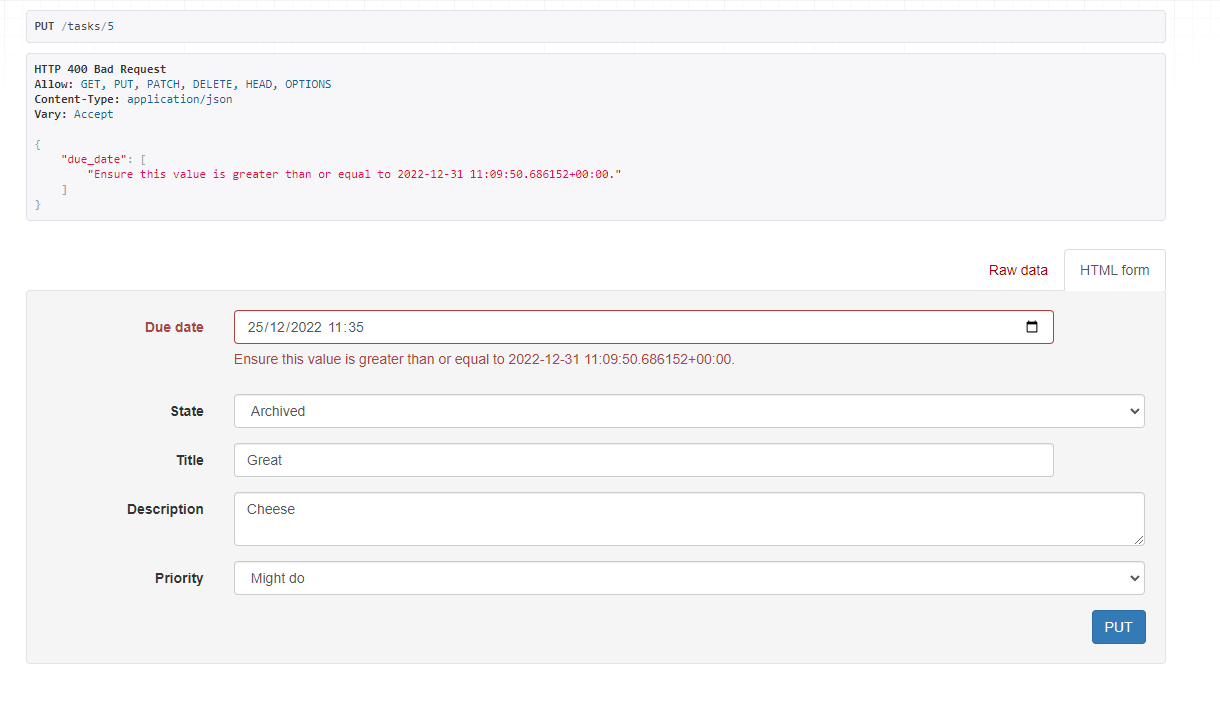 PUT /tasks/5
HTTP 400 Bad Request
Allow: GET, PUT, PATCH, DELETE, HEAD, OPTIONS
Content-Type: application/json
Vary: Accept
{
    "due_date": [
        "Ensure this value is greater than or equal to 2022-12-31 11:09:50.686152+00:00."
    ]
}
Raw data
HTML form
Due date
25/12/2022 11:35
Ensure this value is greater than or equal to 2022-12-31 11:09:50.686152+00:00.
State
Archived
Title
Great
Description
Cheese
Priority
Might do
PUT